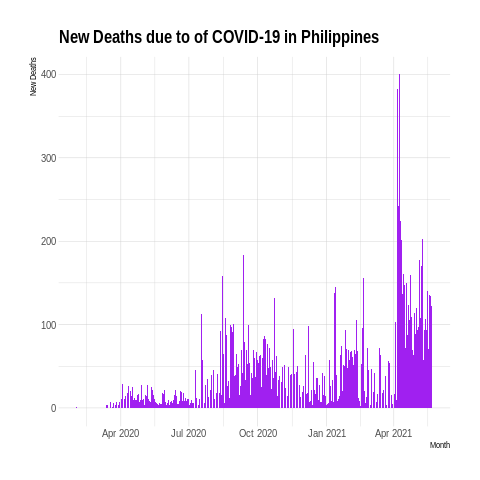 New Deaths due to of COVID-19 in Philippines
New Deaths
400
300
200
100
0
Apr 2020 Jul 2020 Oct 2020 Jan 2021 Apr 2021
Month